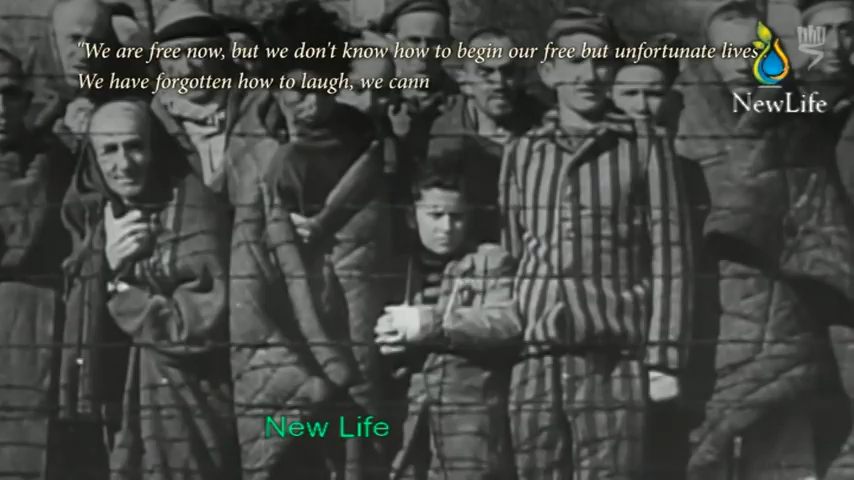 "We are free now, but we don't know how to begin our free but unfortunate lives.
We have forgotten how to laugh, we cann
NewLife
New Life